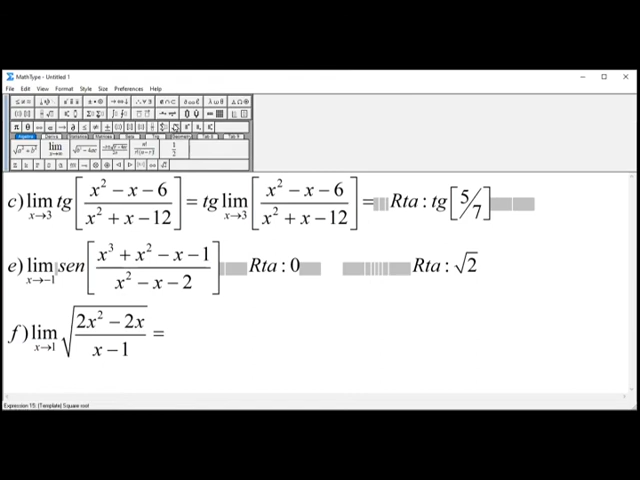 MathType - Untitled 1
File Edit View Format Style Size Preferences Help
c) lim x→3 tg [x² − x − 6 / x² + x − 12] = tg lim x→3 [x² − x − 6 / x² + x − 12] = Rta : tg [5/7]
e) lim x→−1 sen [x³ + x² − x − 1 / x² − x − 2] Rta : 0 Rta : √2
f) lim x→1 √(2x² − 2x / x − 1) =
Expression 15: (Template) Square root